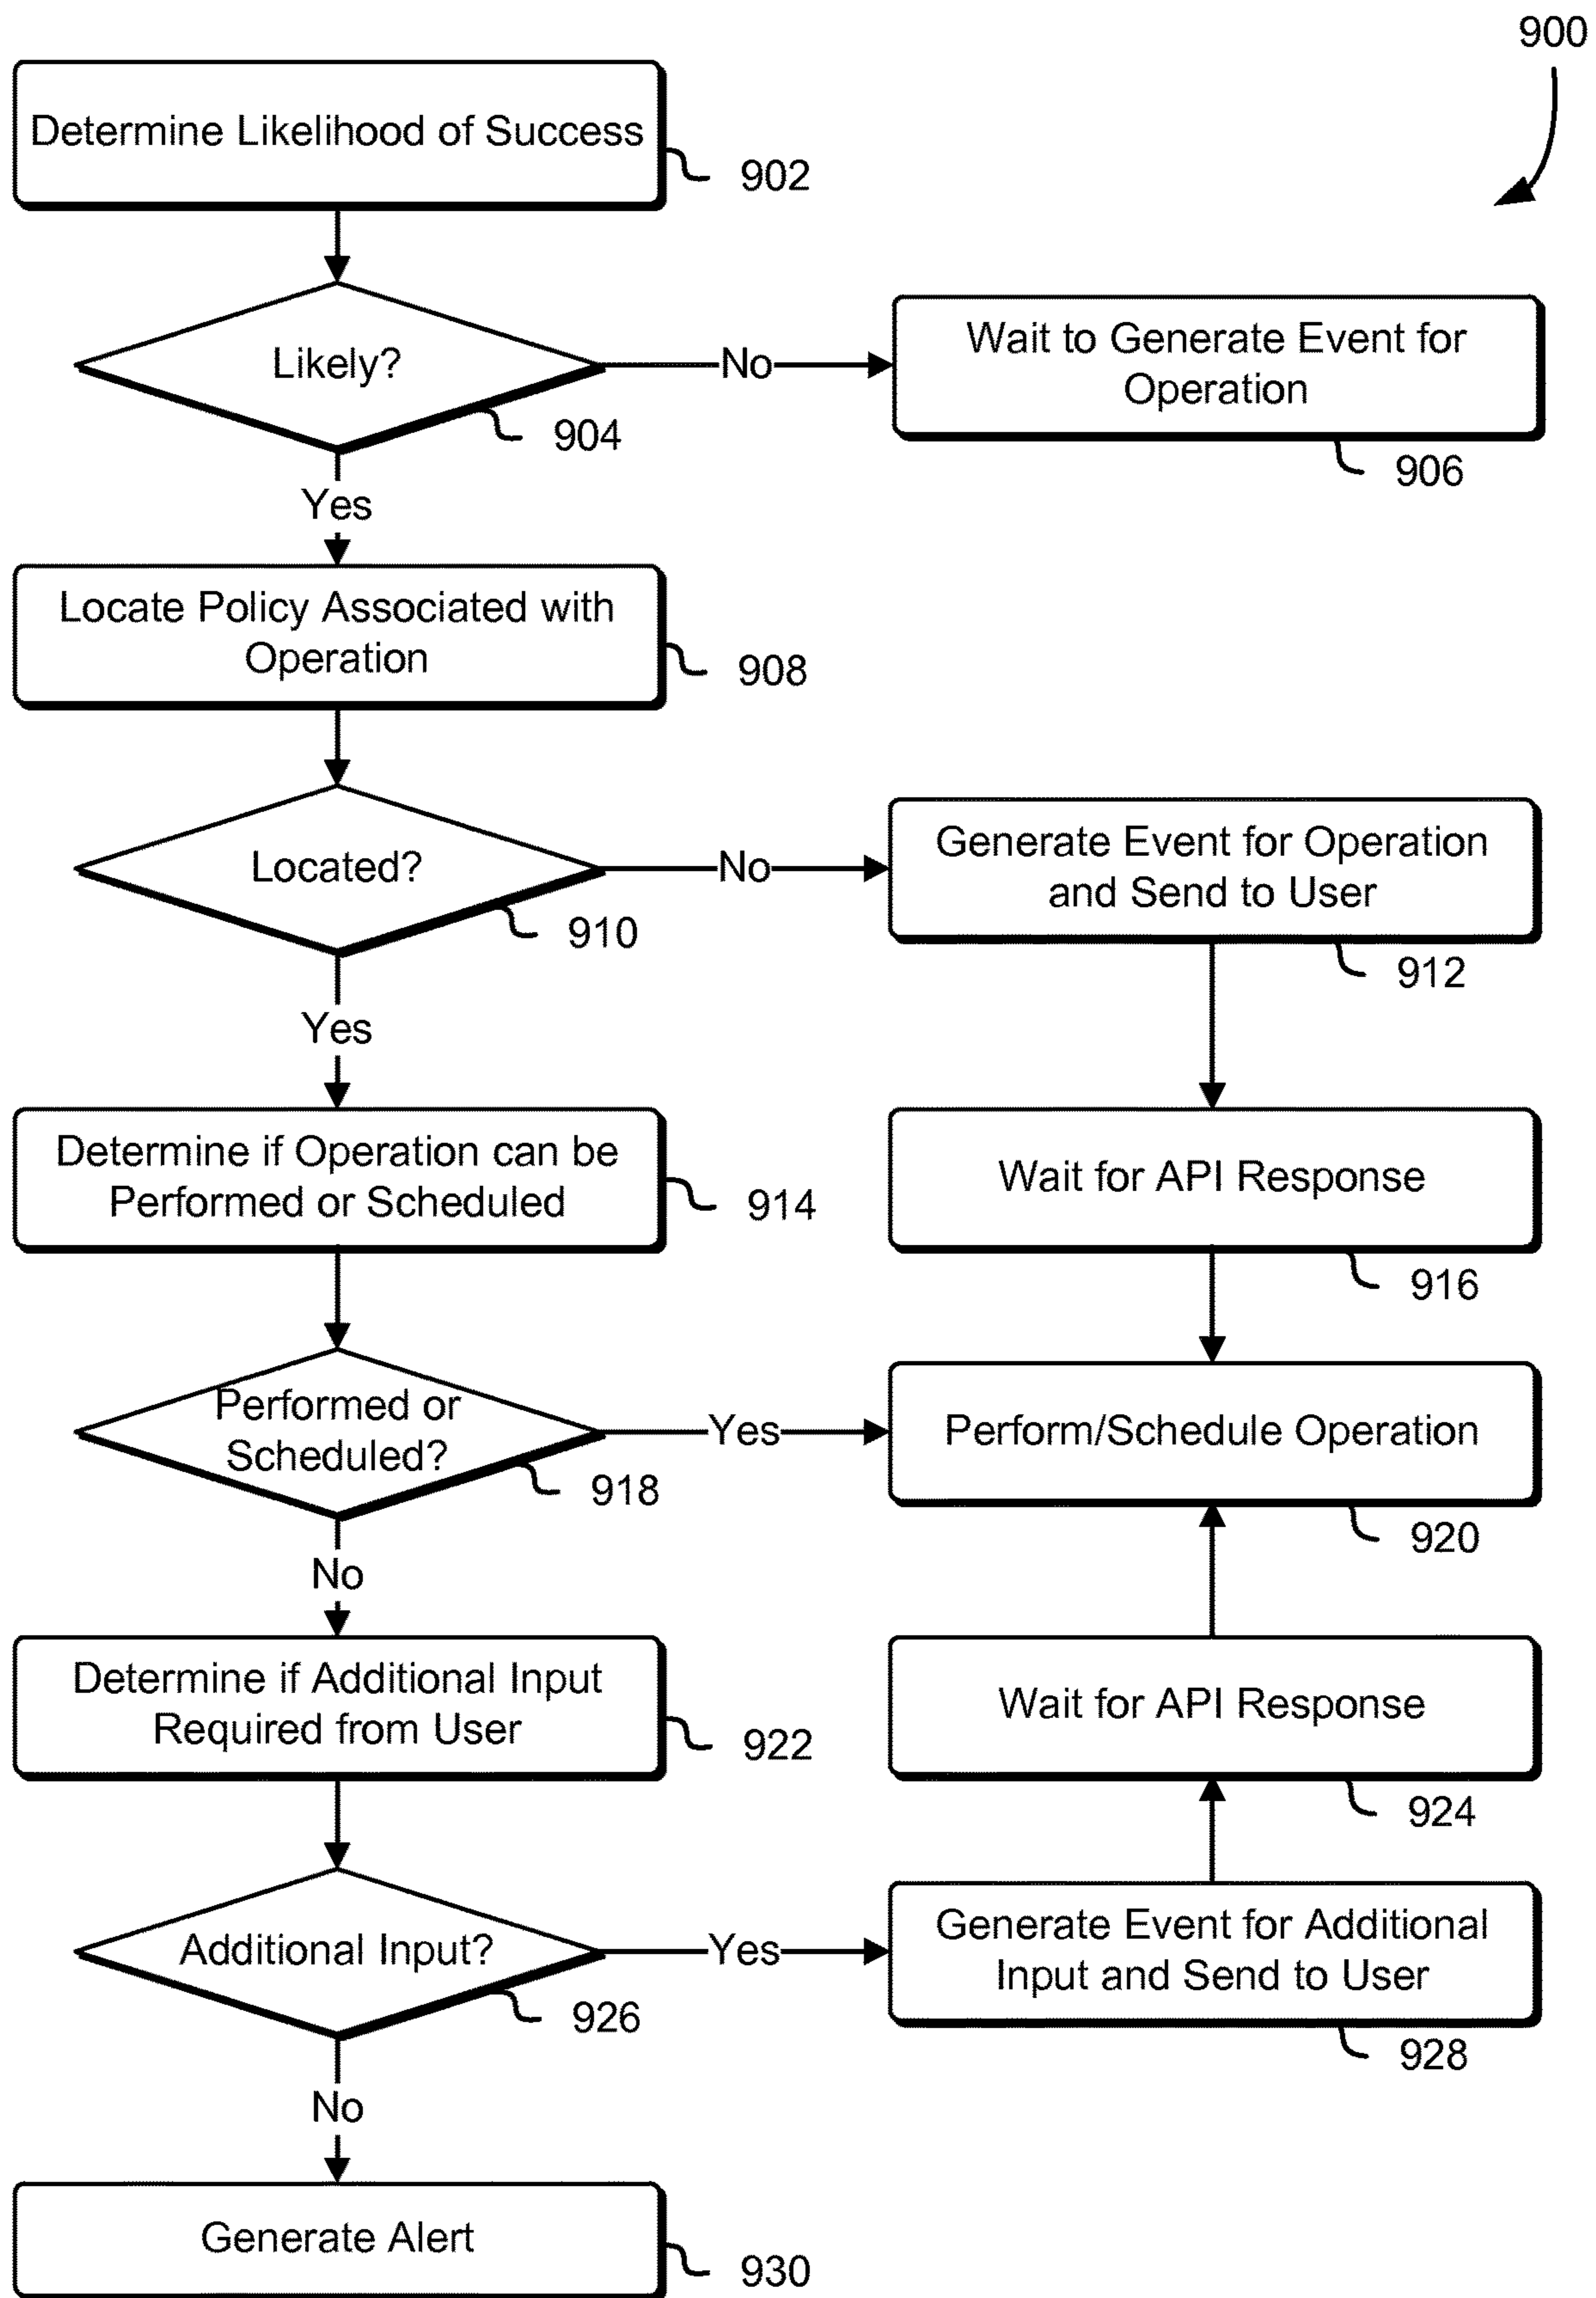 900
Determine Likelihood of Success
902
Likely?
No
Wait to Generate Event for
Operation
904
906
Yes
Locate Policy Associated with
Operation
908
Located?
No
Generate Event for Operation
and Send to User
910
912
Yes
Determine if Operation can be
Performed or Scheduled
914
Wait for API Response
916
Performed or
Scheduled?
918
Yes
Perform/Schedule Operation
920
No
Determine if Additional Input
Required from User
922
Wait for API Response
924
Additional Input?
926
Yes
Generate Event for Additional
Input and Send to User
928
No
Generate Alert
930